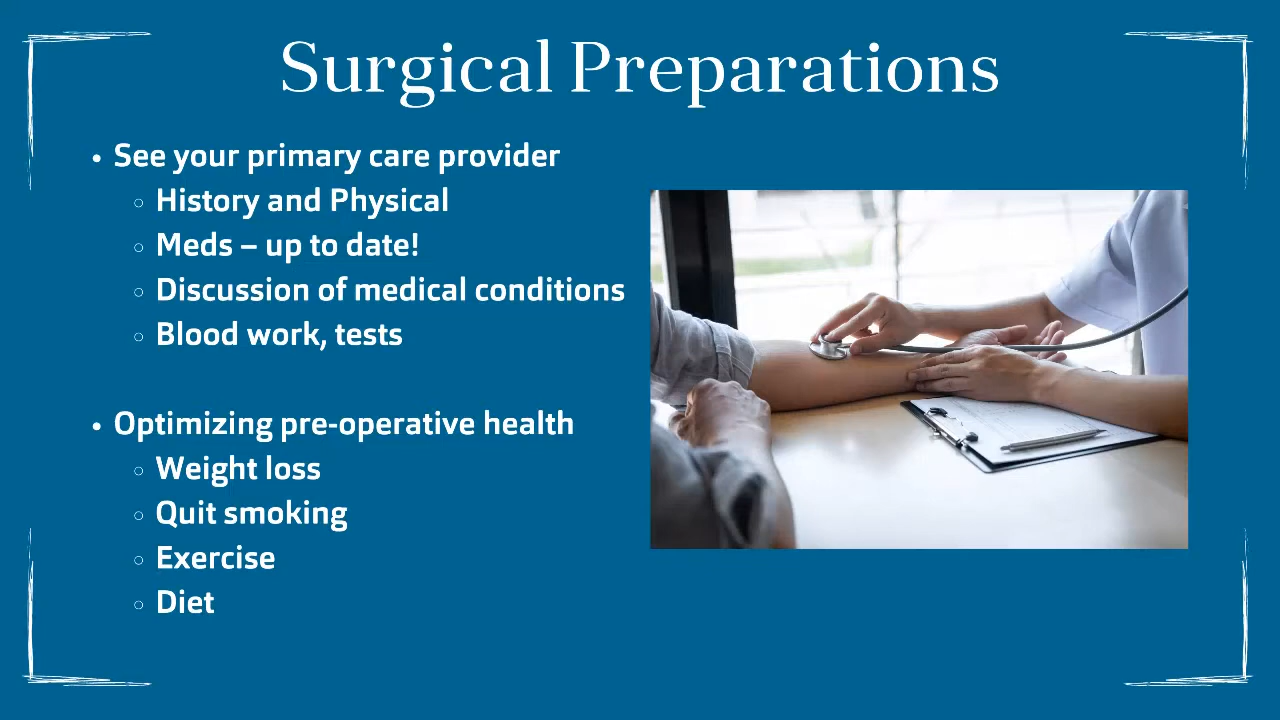 Surgical Preparations
• See your primary care provider
○ History and Physical
○ Meds – up to date!
○ Discussion of medical conditions
○ Blood work, tests
• Optimizing pre-operative health
○ Weight loss
○ Quit smoking
○ Exercise
○ Diet